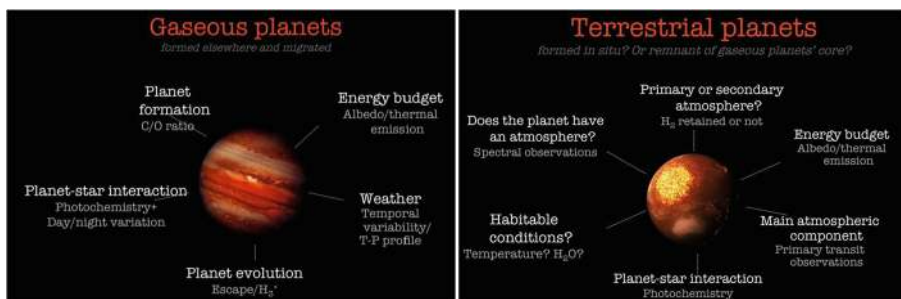 Gaseous planets
formed elsewhere and migrated
Planet
formation
C/O ratio
Energy budget
Albedo/thermal
emission
Planet-star interaction
Photochemistry+
Day/night variation
Weather
Temporal
variability/
T-P profile
Planet evolution
Escape/H₃⁺
Terrestrial planets
formed in situ? Or remnant of gaseous planets' core?
Primary or secondary
atmosphere?
H₂ retained or not
Does the planet have
an atmosphere?
Spectral observations
Energy budget
Albedo/thermal
emission
Habitable
conditions?
Temperature? H₂O?
Main atmospheric
component
Primary transit
observations
Planet-star interaction
Photochemistry